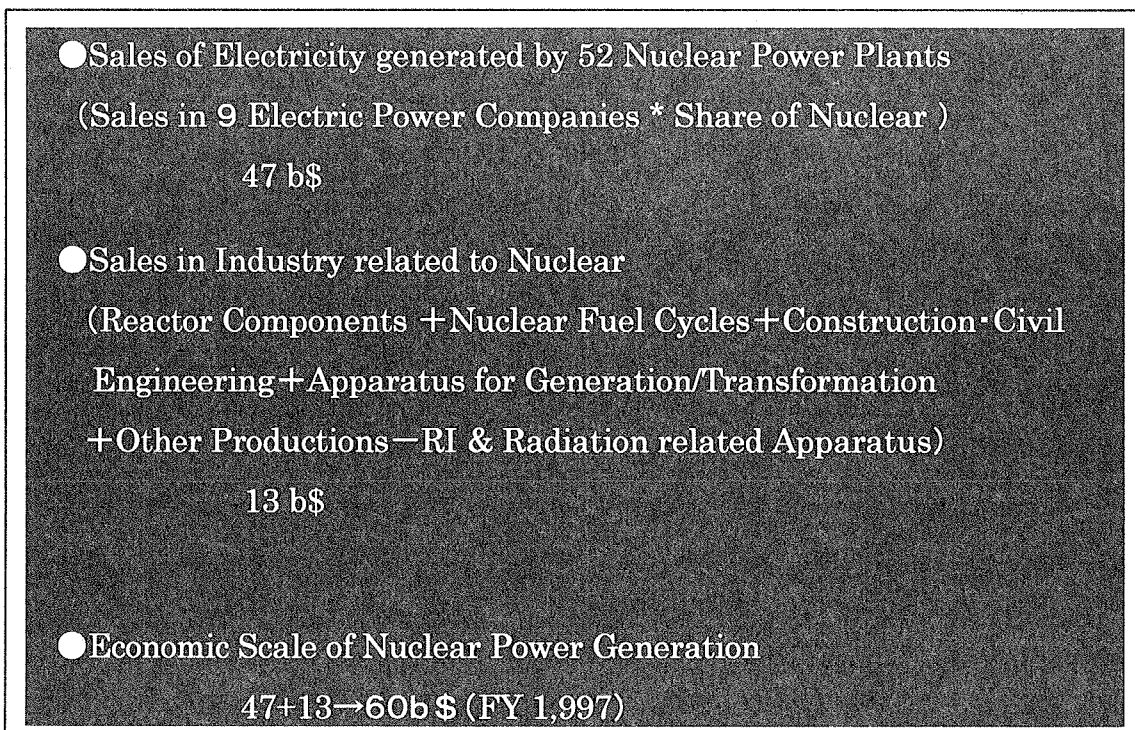 ●Sales of Electricity generated by 52 Nuclear Power Plants
(Sales in 9 Electric Power Companies * Share of Nuclear )
47 b$
●Sales in Industry related to Nuclear
(Reactor Components +Nuclear Fuel Cycles+Construction･Civil
Engineering+Apparatus for Generation/Transformation
+Other Productions−RI & Radiation related Apparatus)
13 b$
●Economic Scale of Nuclear Power Generation
47+13→60b $ (FY 1,997)